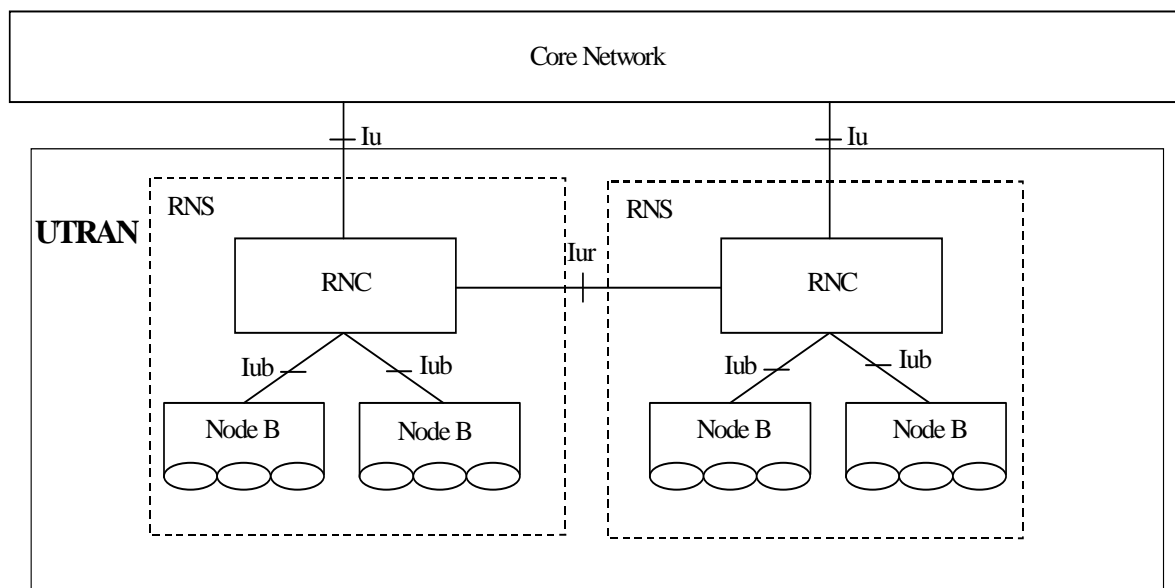 Core Network
Iu
Iu
RNS
RNS
UTRAN
Iur
RNC
RNC
Iub
Iub
Iub
Iub
Node B
Node B
Node B
Node B